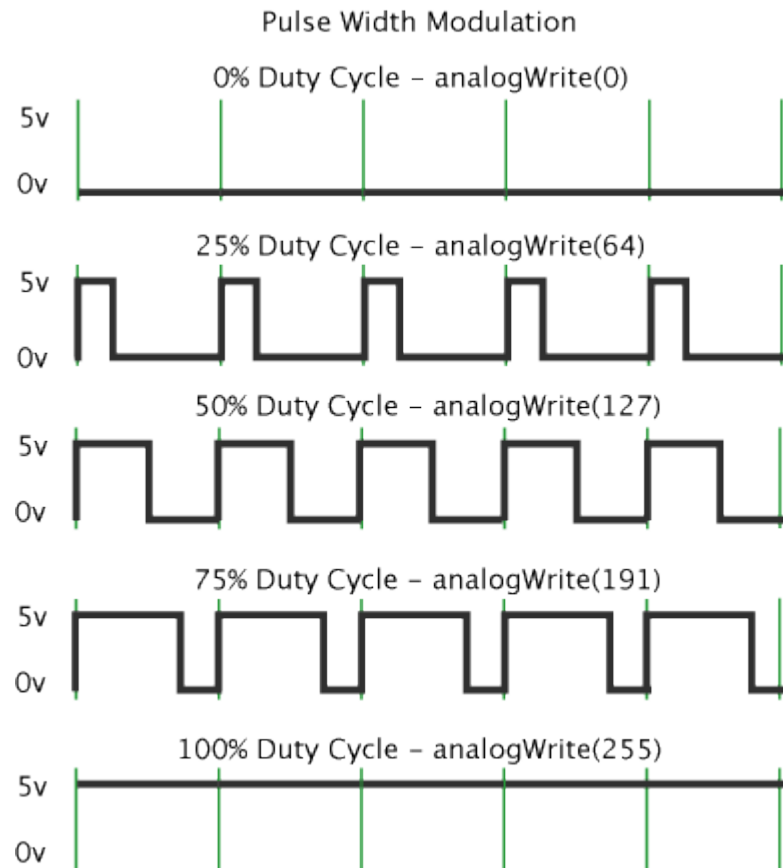 Pulse Width Modulation
0% Duty Cycle – analogWrite(0)
5v
0v
25% Duty Cycle – analogWrite(64)
5v
0v
50% Duty Cycle – analogWrite(127)
5v
0v
75% Duty Cycle – analogWrite(191)
5v
0v
100% Duty Cycle – analogWrite(255)
5v
0v